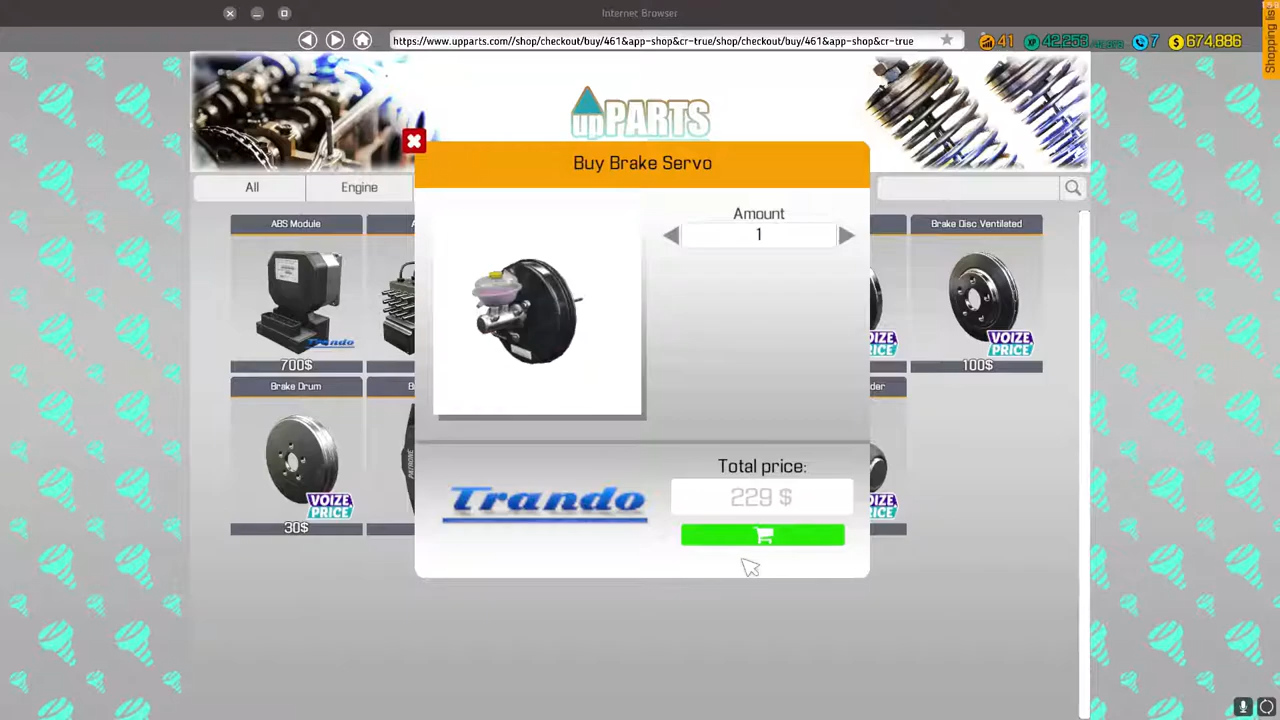 Internet Browser
https://www.upparts.com//shop/checkout/buy/461&app-shop&cr-true/shop/checkout/buy/461&app-shop&cr-true
41
XP 42,253
7
$ 674,886
Shopping list
upPARTS
Buy Brake Servo
All
Engine
Amount
1
ABS Module
Trando
700$
Brake Disc Ventilated
VOIZE PRICE
100$
Brake Drum
VOIZE PRICE
30$
Total price:
229 $
Trando